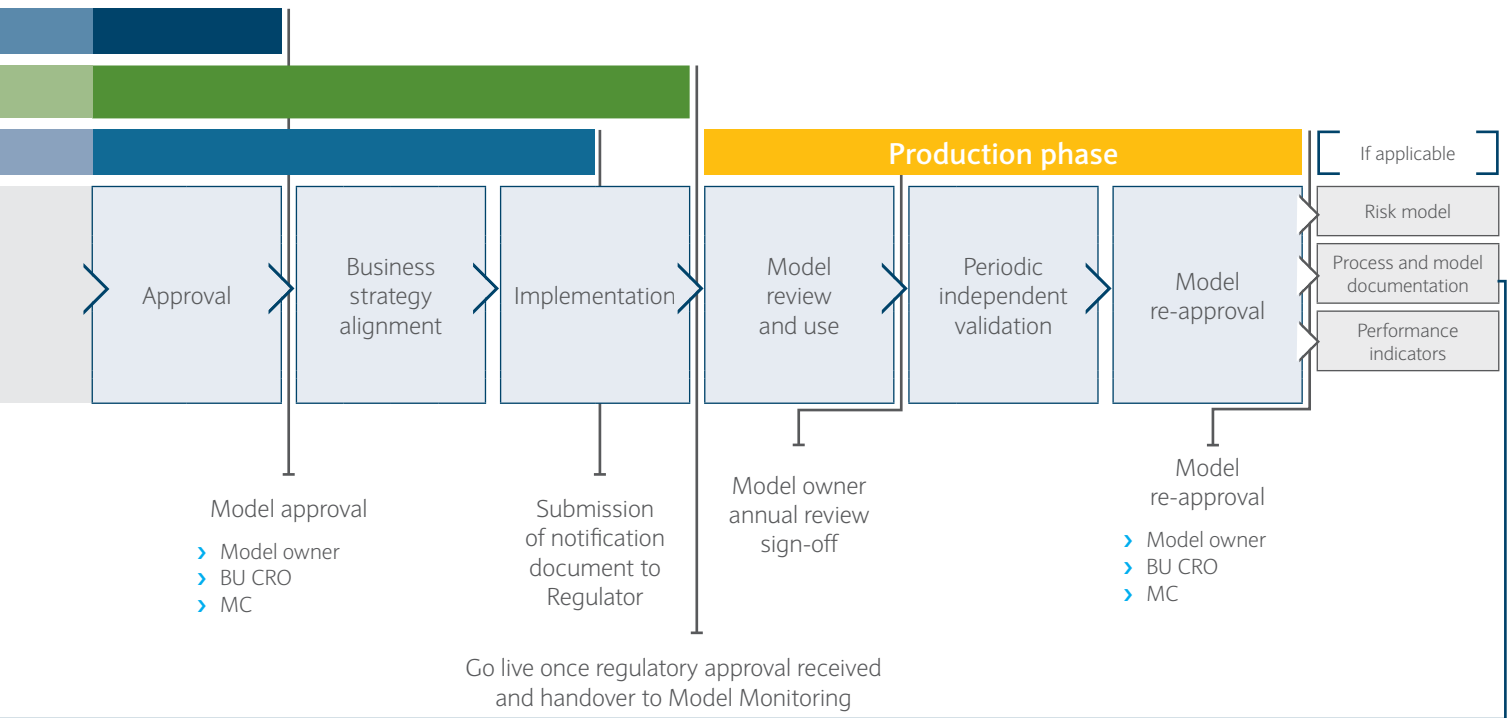 Production phase
If applicable
Approval
Business
strategy
alignment
Implementation
Model
review
and use
Periodic
independent
validation
Model
re-approval
Risk model
Process and model
documentation
Performance
indicators
Model approval
› Model owner
› BU CRO
› MC
Submission
of notification
document to
Regulator
Model owner
annual review
sign-off
Model
re-approval
› Model owner
› BU CRO
› MC
Go live once regulatory approval received
and handover to Model Monitoring